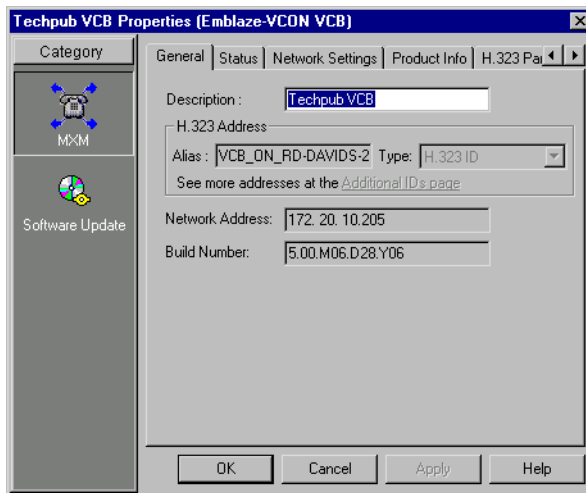 Techpub VCB Properties (Emblaze-VCON VCB)
Category
MXM
Software Update
General Status Network Settings Product Info H.323 Pa
Description : Techpub VCB
H.323 Address
Alias : VCB_ON_RD-DAVIDS-2 Type: H.323 ID
See more addresses at the Additional IDs page
Network Address: 172. 20. 10.205
Build Number: 5.00.M06.D28.Y06
OK Cancel Apply Help